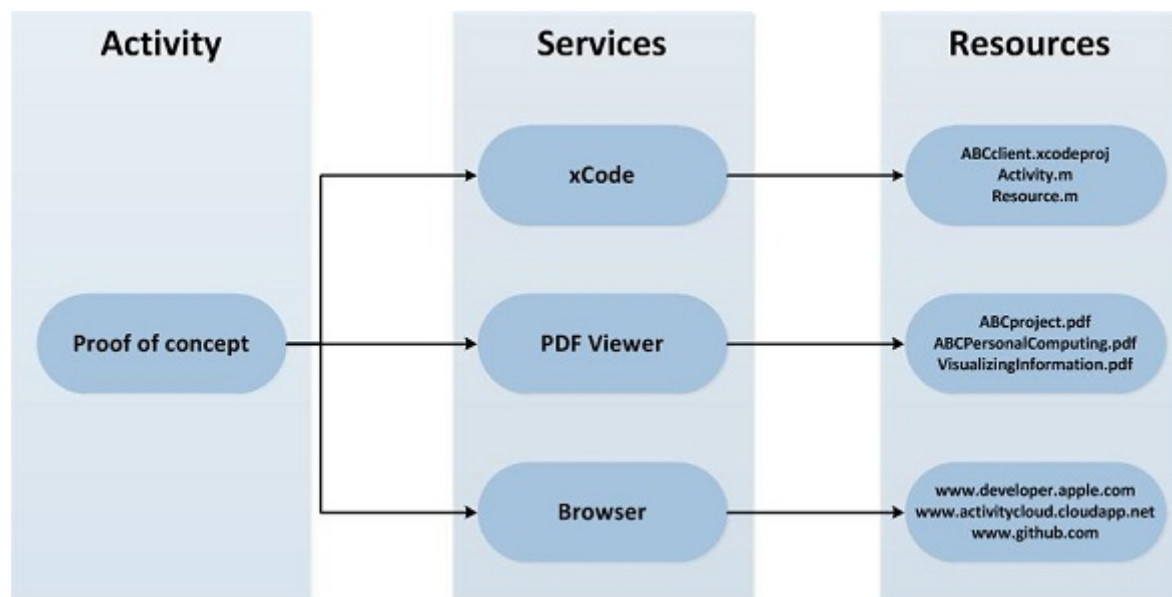 Activity
Services
Resources
Proof of concept
xCode
ABCclient.xcodeproj
Activity.m
Resource.m
PDF Viewer
ABCproject.pdf
ABCPersonalComputing.pdf
VisualizingInformation.pdf
Browser
www.developer.apple.com
www.activitycloud.cloudapp.net
www.github.com